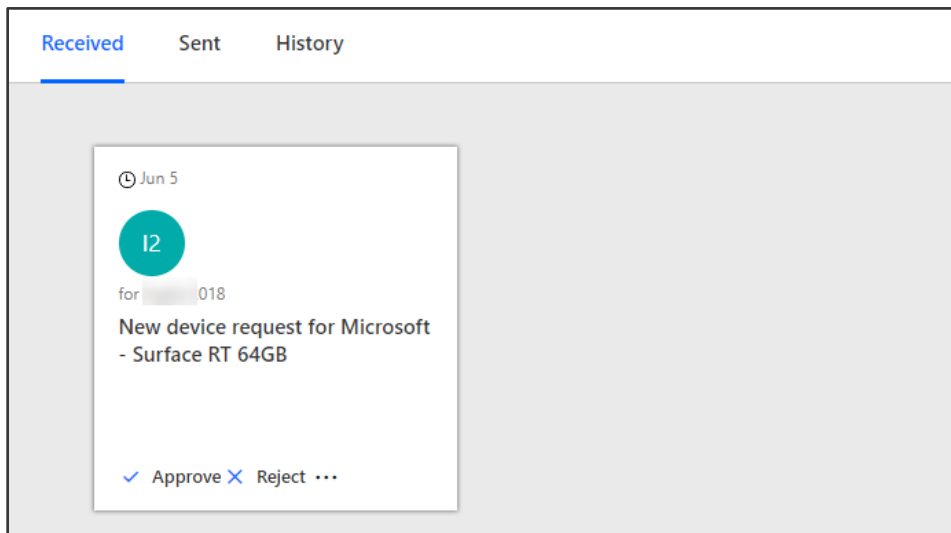 Received Sent History
Jun 5
I2
for 018
New device request for Microsoft
- Surface RT 64GB
Approve Reject ...